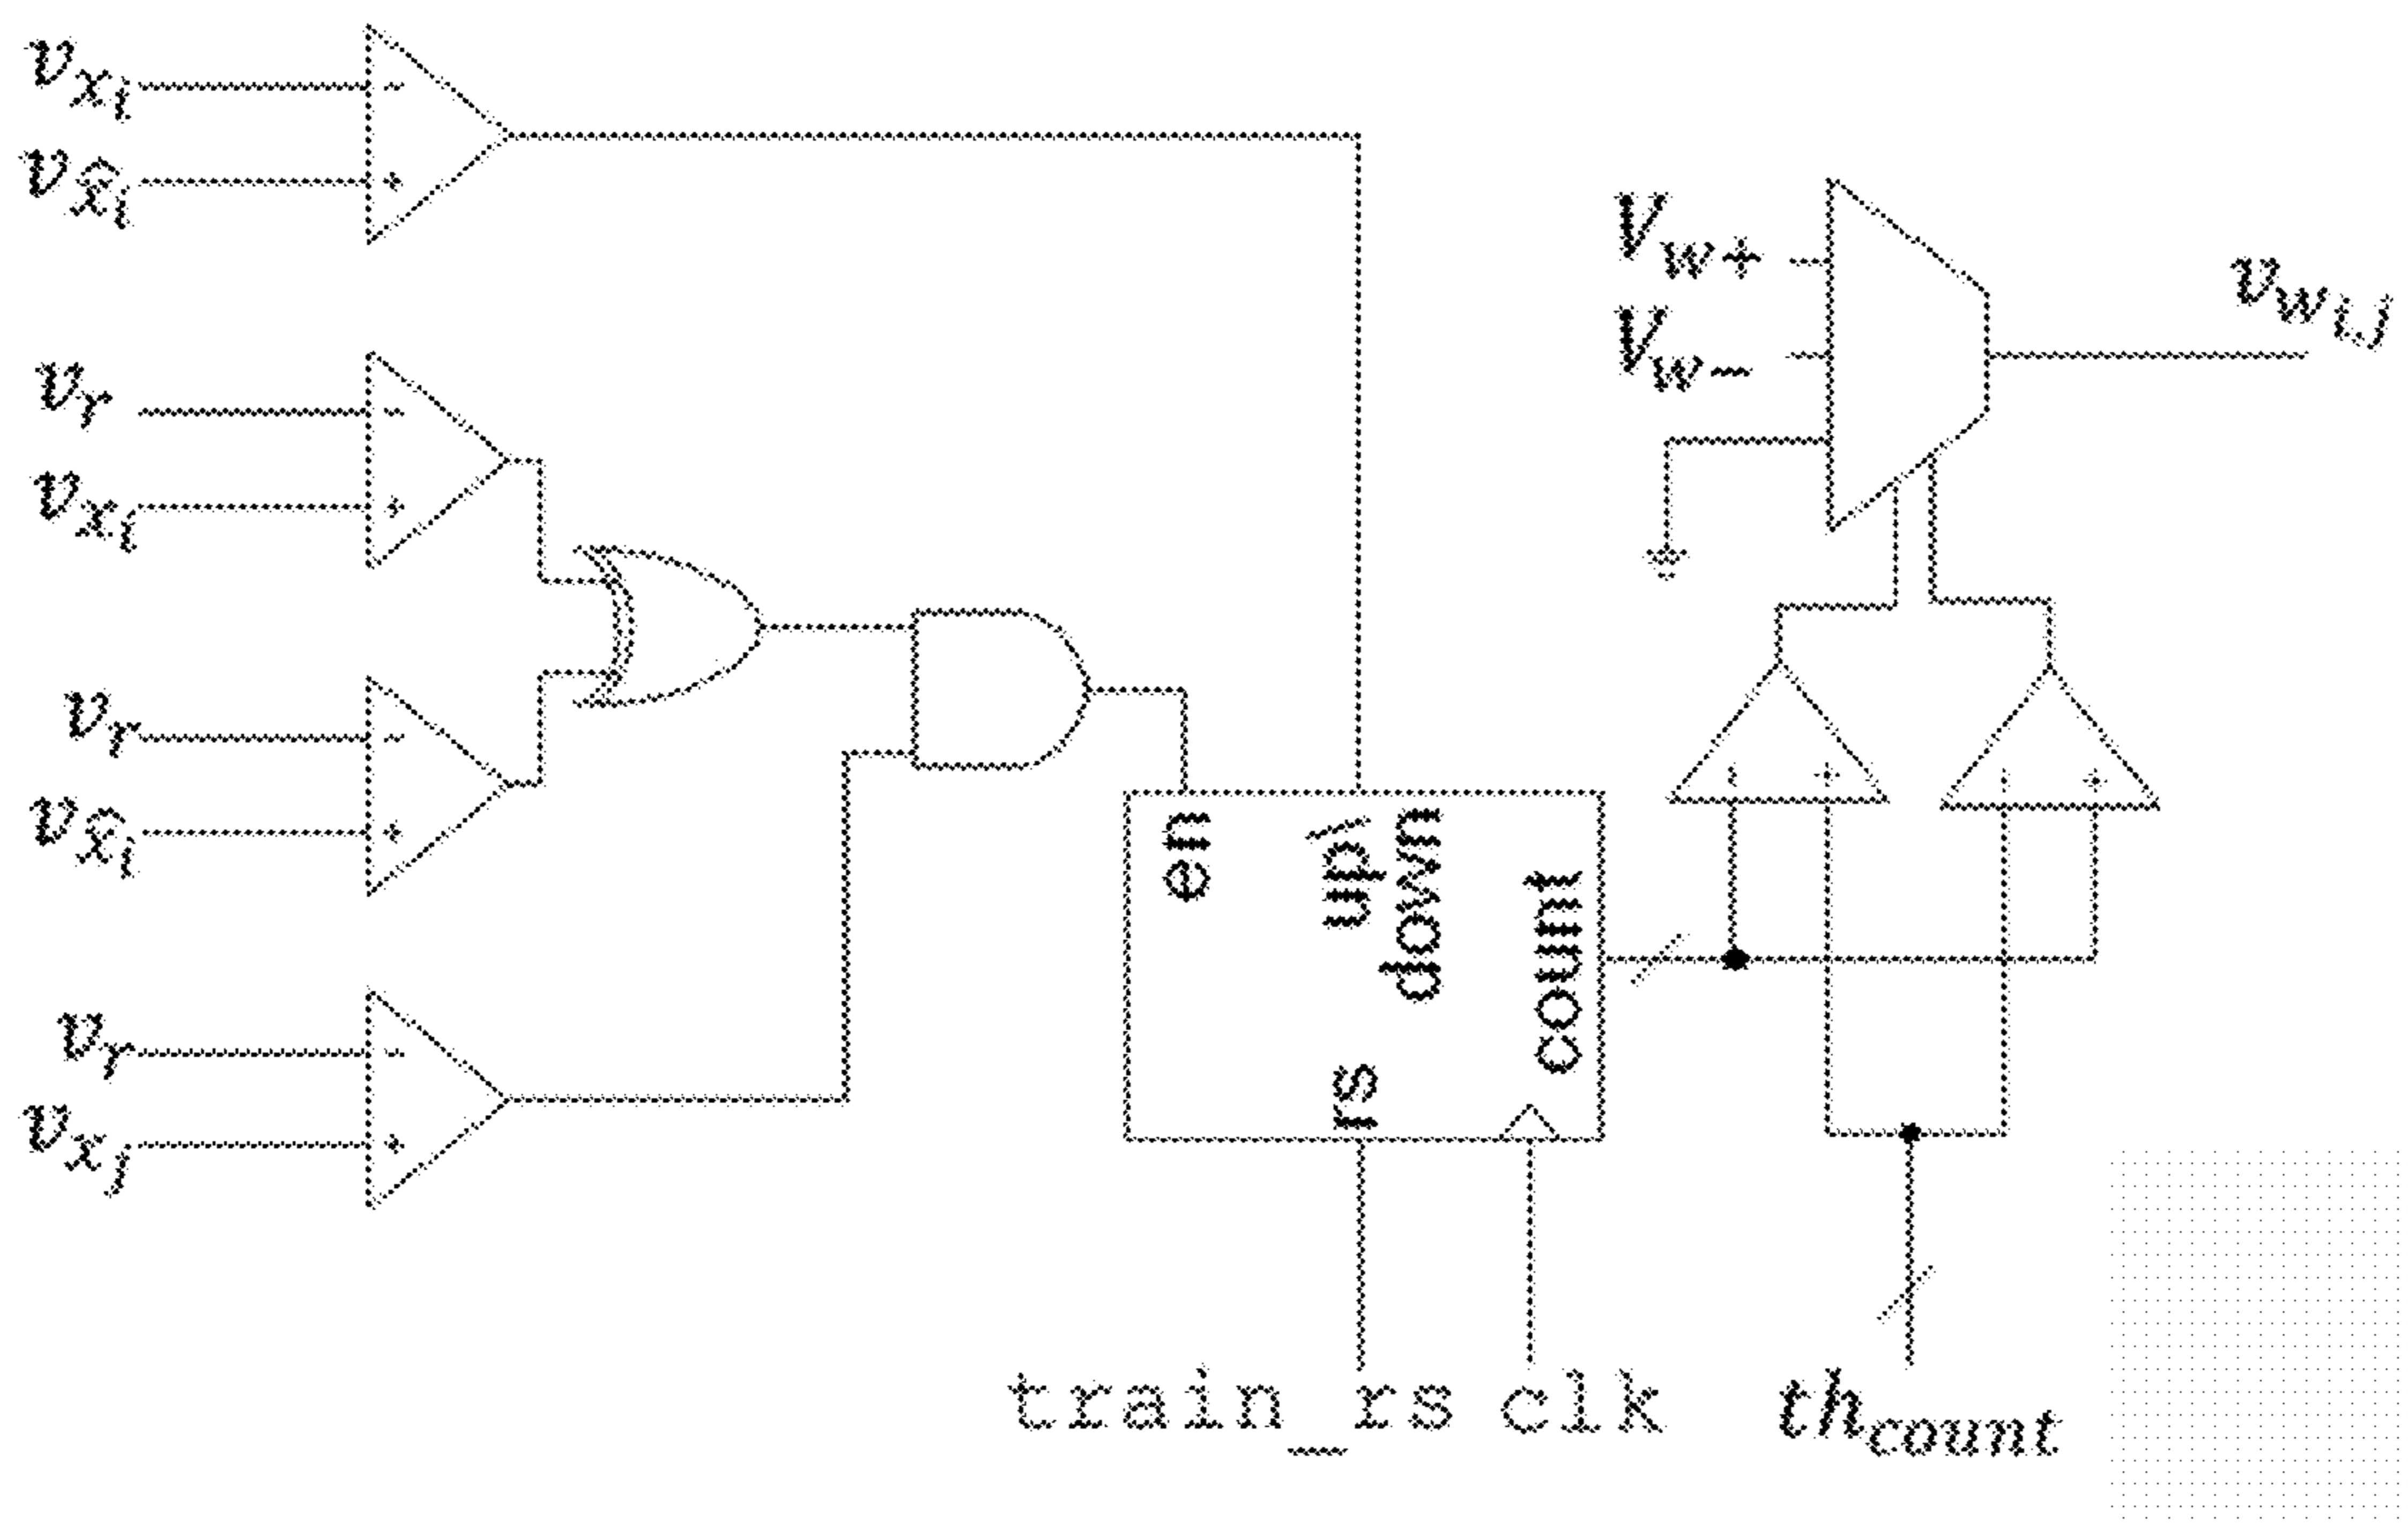 v_{x_i}
v_{\hat{x}_i}
v_r
v_{x_i}
v_r
v_{\hat{x}_i}
v_r
v_{x_j}
en
up\
down
count
rs
train_rs
clk
th_{count}
V_{w+}
V_{w-}
v_{w_{i,j}}